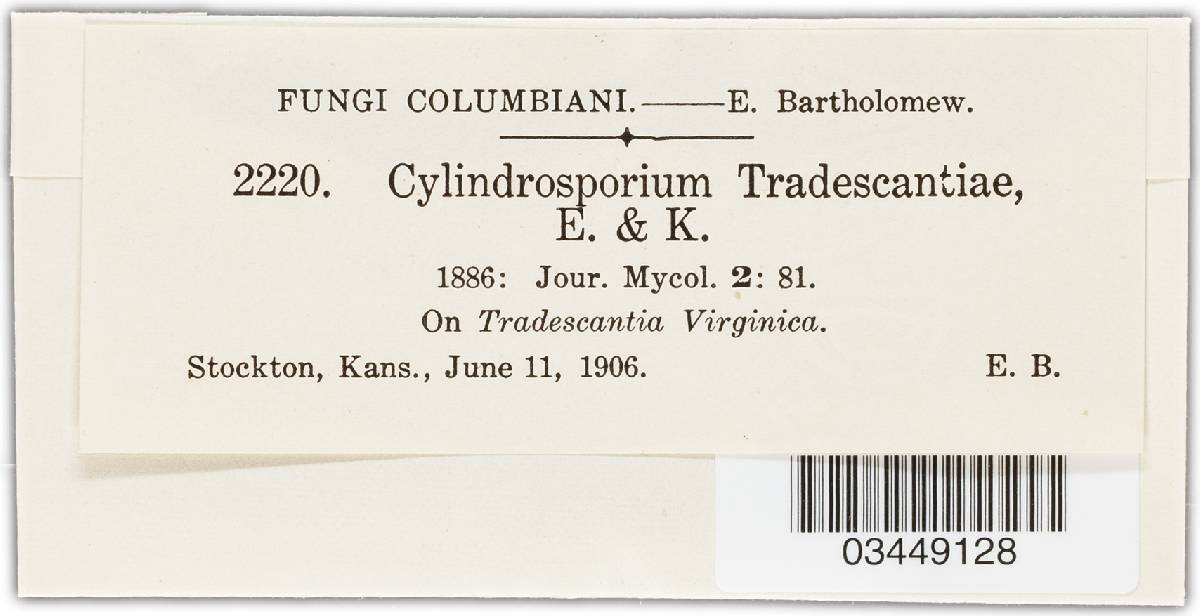 FUNGI COLUMBIANI.——E. Bartholomew.
2220. Cylindrosporium Tradescantiae,
E. & K.
1886: Jour. Mycol. 2: 81.
On Tradescantia Virginica.
Stockton, Kans., June 11, 1906. E. B.
03449128